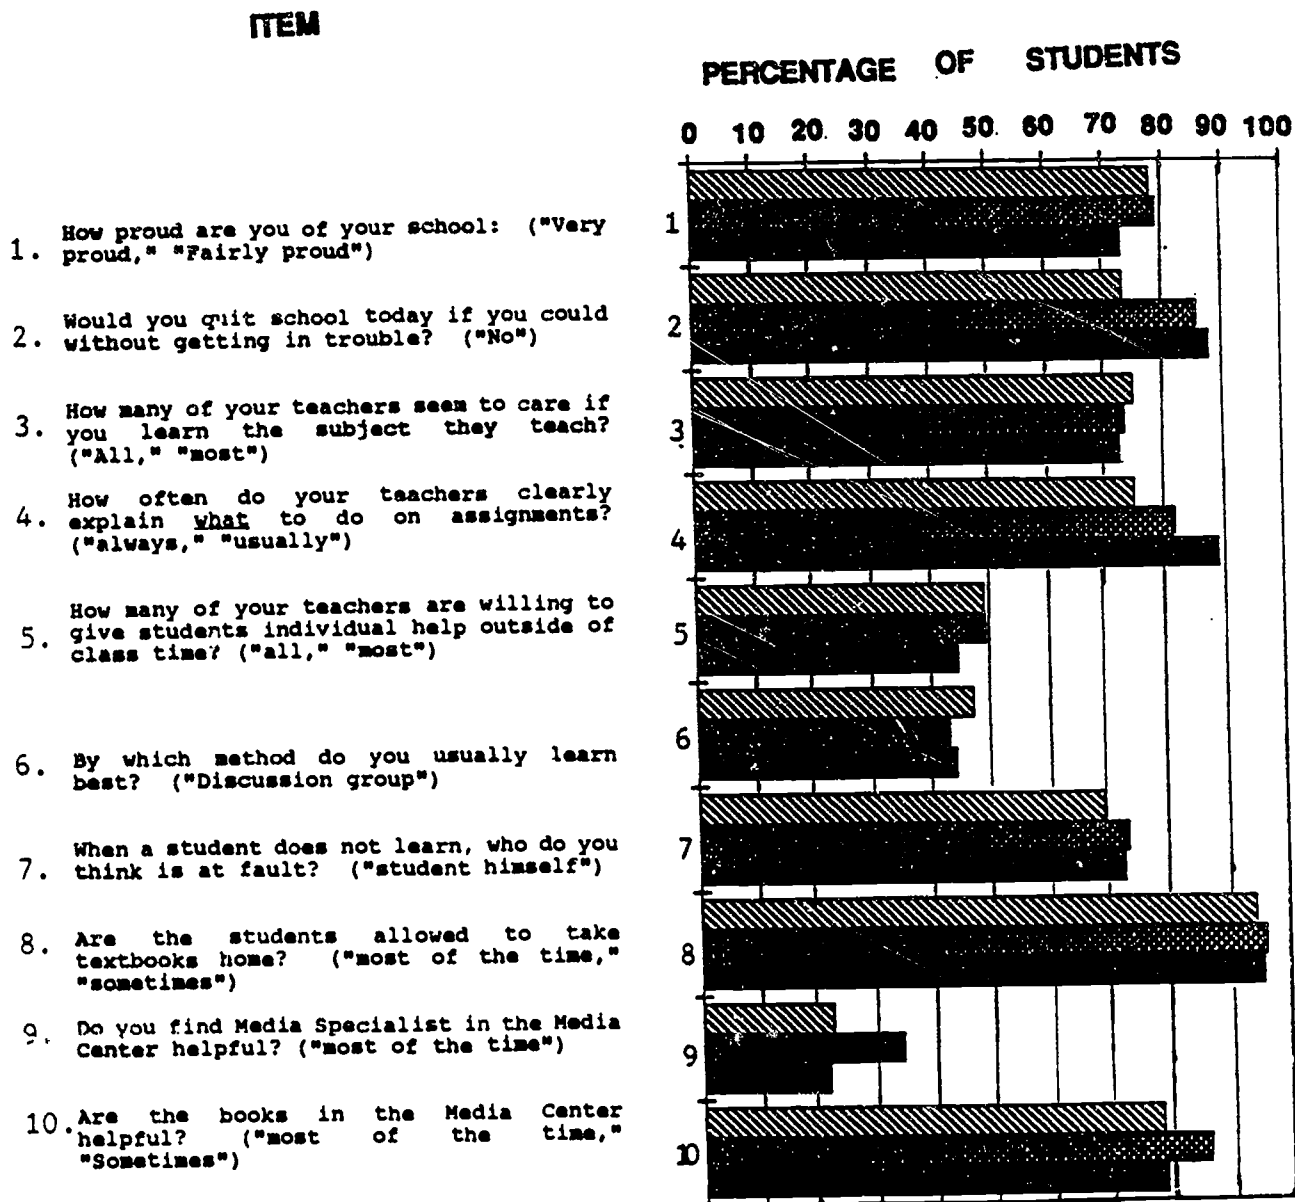 ITEM
PERCENTAGE OF STUDENTS
0 10 20 30 40 50 60 70 80 90 100
1. How proud are you of your school: ("Very
proud," "Fairly proud")
2. Would you quit school today if you could
without getting in trouble? ("No")
3. How many of your teachers seem to care if
you learn the subject they teach?
("All," "most")
4. How often do your teachers clearly
explain what to do on assignments?
("always," "usually")
5. How many of your teachers are willing to
give students individual help outside of
class time? ("all," "most")
6. By which method do you usually learn
best? ("Discussion group")
7. When a student does not learn, who do you
think is at fault? ("student himself")
8. Are the students allowed to take
textbooks home? ("most of the time,"
"sometimes")
9. Do you find Media Specialist in the Media
Center helpful? ("most of the time")
10. Are the books in the Media Center
helpful? ("most of the time,"
"Sometimes")
1
2
3
4
5
6
7
8
9
10